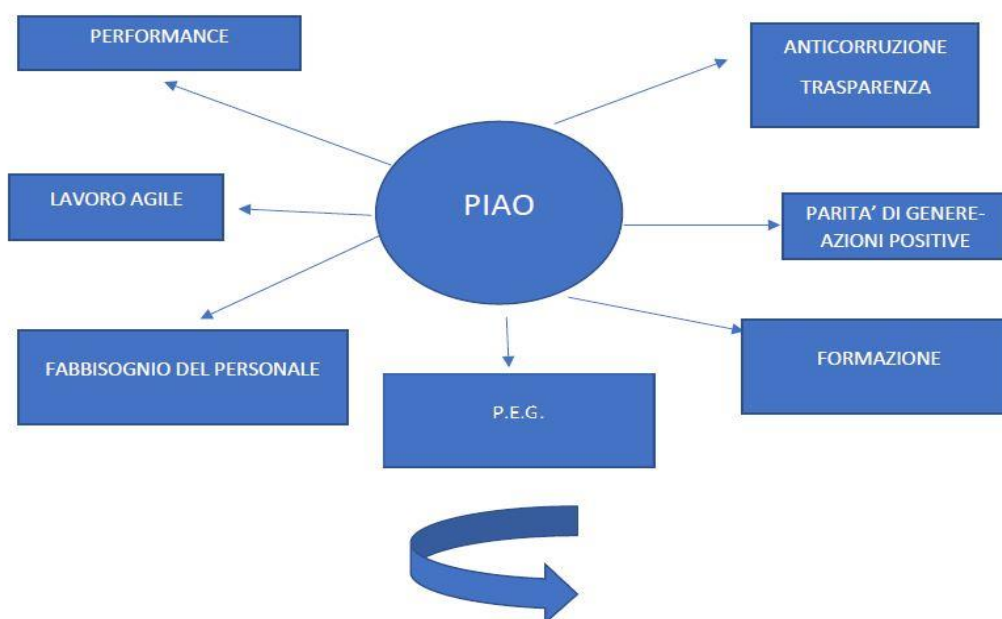 PERFORMANCE
ANTICORRUZIONE
TRASPARENZA
PIAO
LAVORO AGILE
PARITA’ DI GENERE-
AZIONI POSITIVE
FABBISOGNIO DEL PERSONALE
FORMAZIONE
P.E.G.